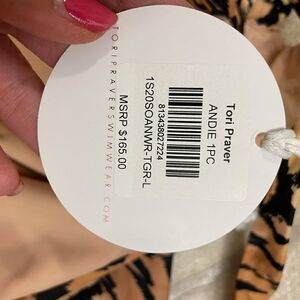 Tori Praver
ANDIE 1PC
813438027224
1S20SOANWR-TGR-L
MSRP $165.00
TORIPRAVERSWIMWEAR.COM